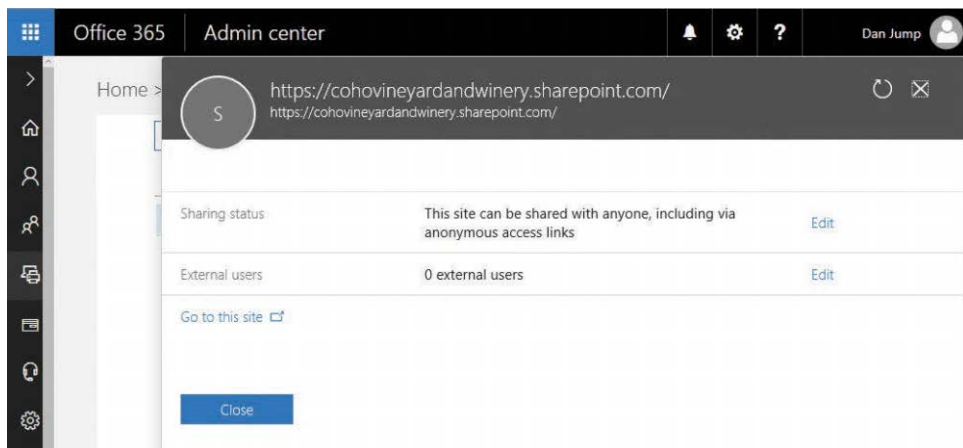 Office 365 Admin center ? Dan Jump
Home >
S
https://cohovineyardandwinery.sharepoint.com/
https://cohovineyardandwinery.sharepoint.com/
Sharing status This site can be shared with anyone, including via
anonymous access links
Edit
External users 0 external users Edit
Go to this site
Close